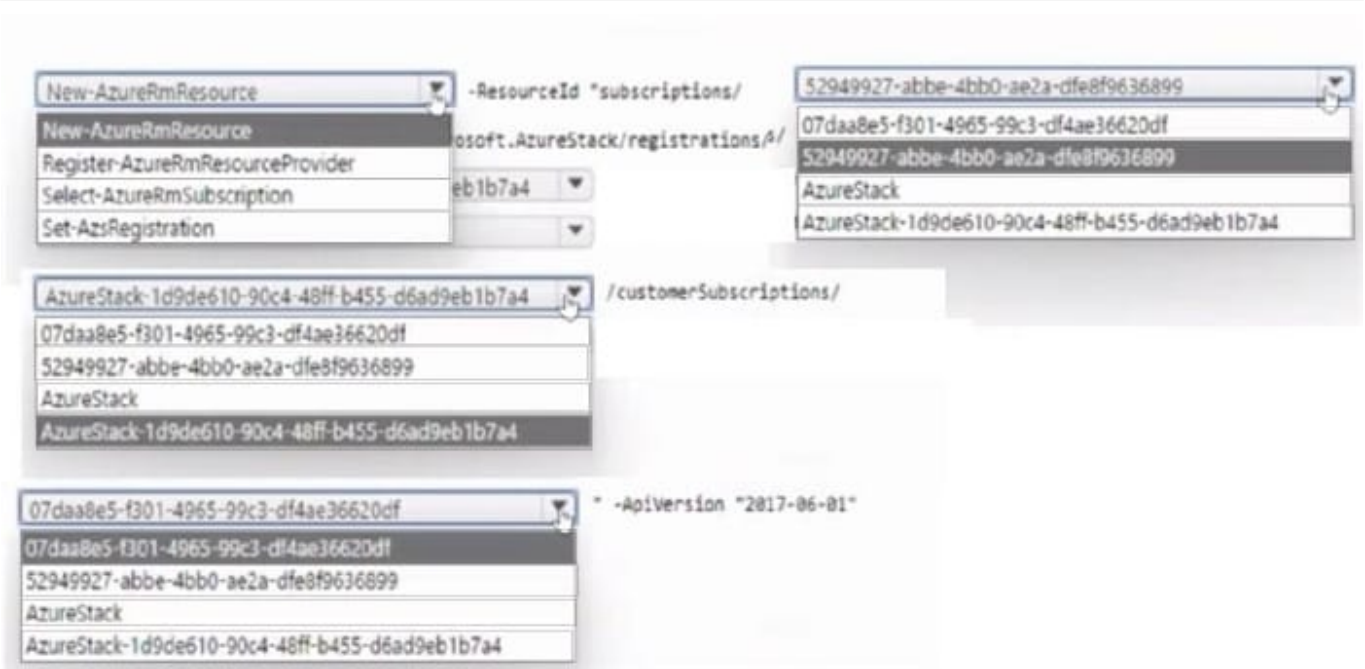 New-AzureRmResource -ResourceId "subscriptions/ 52949927-abbe-4bb0-ae2a-dfe8f9636899
New-AzureRmResource 07daa8e5-f301-4965-99c3-df4ae36620df
osoft.AzureStack/registrations/
Register-AzureRmResourceProvider 52949927-abbe-4bb0-ae2a-dfe8f9636899
Select-AzureRmSubscription eb1b7a4 AzureStack
Set-AzsRegistration AzureStack-1d9de610-90c4-48ff-b455-d6ad9eb1b7a4
AzureStack-1d9de610-90c4-48ff-b455-d6ad9eb1b7a4 /customerSubscriptions/
07daa8e5-f301-4965-99c3-df4ae36620df
52949927-abbe-4bb0-ae2a-dfe8f9636899
AzureStack
AzureStack-1d9de610-90c4-48ff-b455-d6ad9eb1b7a4
07daa8e5-f301-4965-99c3-df4ae36620df " -ApiVersion "2017-06-01"
07daa8e5-f301-4965-99c3-df4ae36620df
52949927-abbe-4bb0-ae2a-dfe8f9636899
AzureStack
AzureStack-1d9de610-90c4-48ff-b455-d6ad9eb1b7a4